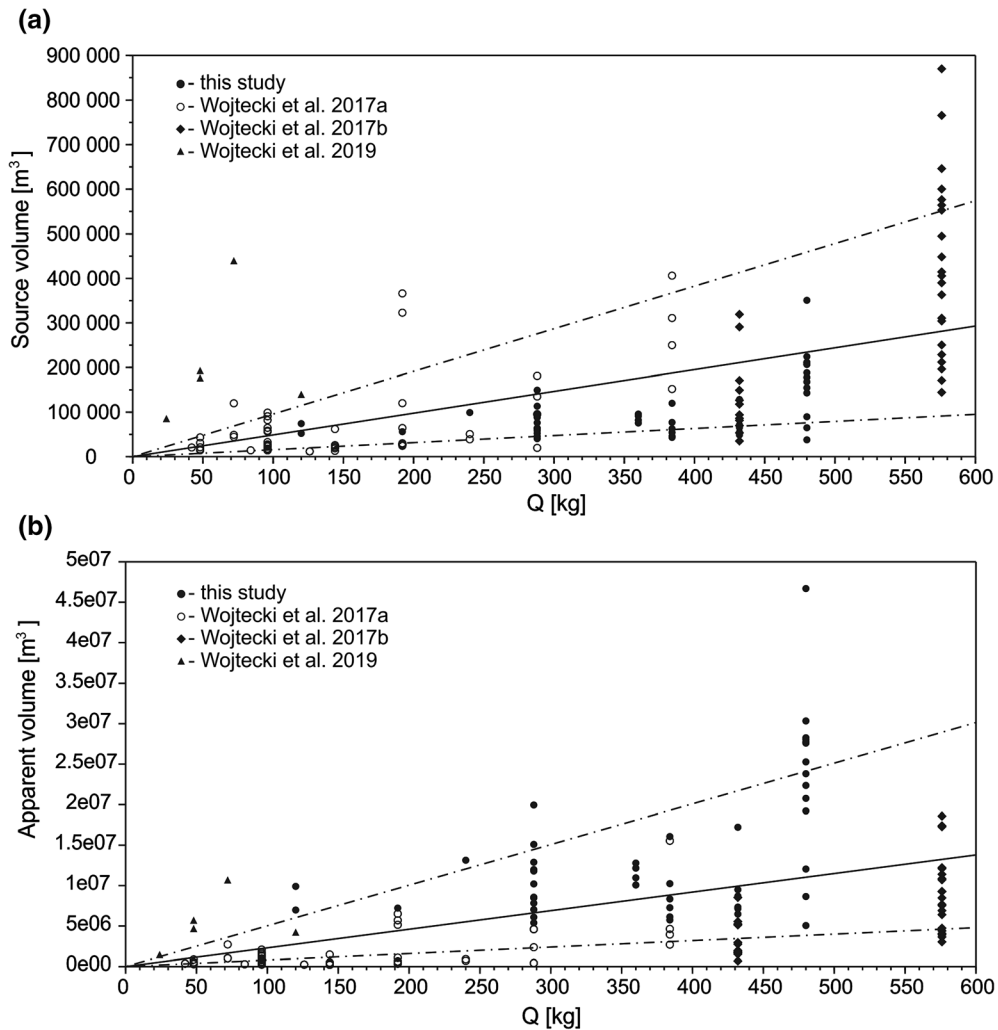 (a)
900 000
800 000
700 000
600 000
500 000
400 000
300 000
200 000
100 000
0
Source volume [m³]
- this study
- Wojtecki et al. 2017a
- Wojtecki et al. 2017b
- Wojtecki et al. 2019
0 50 100 150 200 250 300 350 400 450 500 550 600
Q [kg]
(b)
5e07
4.5e07
4e07
3.5e07
3e07
2.5e07
2e07
1.5e07
1e07
5e06
0e00
Apparent volume [m³]
- this study
- Wojtecki et al. 2017a
- Wojtecki et al. 2017b
- Wojtecki et al. 2019
0 50 100 150 200 250 300 350 400 450 500 550 600
Q [kg]